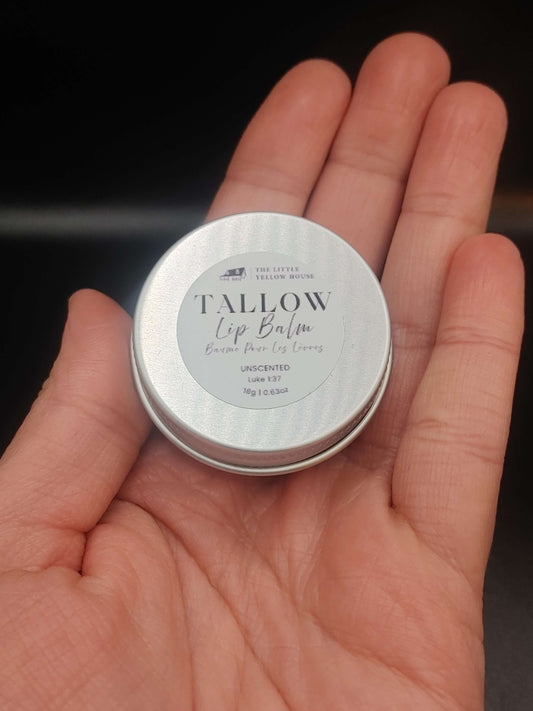 THE LITTLE
YELLOW HOUSE
TALLOW
Lip Balm
Baume Pour Les Lèvres
UNSCENTED
Luke 1:37
18g | 0.63oz